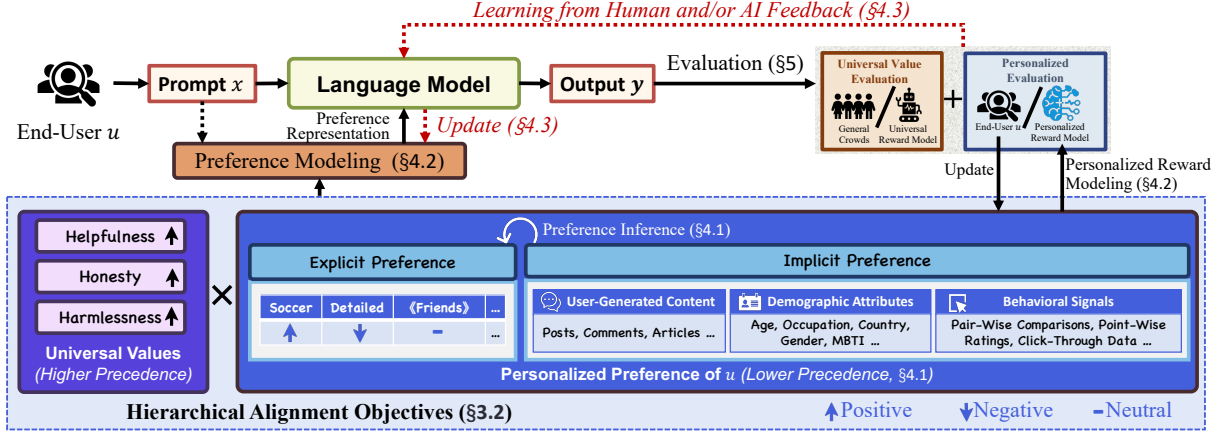 Learning from Human and/or AI Feedback (§4.3)
End-User u
Prompt x
Language Model
Output y
Evaluation (§5)
Universal Value
Evaluation
General
Crowds
Universal
Reward Model
+
Personalized
Evaluation
End-User u
Personalized
Reward Model
Preference
Representation
Update (§4.3)
Preference Modeling (§4.2)
Update
Personalized Reward
Modeling (§4.2)
Helpfulness
Honesty
Harmlessness
Universal Values
(Higher Precedence)
×
Preference Inference (§4.1)
Explicit Preference
Soccer Detailed 《Friends》 ...
...
Implicit Preference
User-Generated Content
Posts, Comments, Articles ...
Demographic Attributes
Age, Occupation, Country,
Gender, MBTI ...
Behavioral Signals
Pair-Wise Comparisons, Point-Wise
Ratings, Click-Through Data ...
Personalized Preference of u (Lower Precedence, §4.1)
Hierarchical Alignment Objectives (§3.2)
Positive
Negative
Neutral